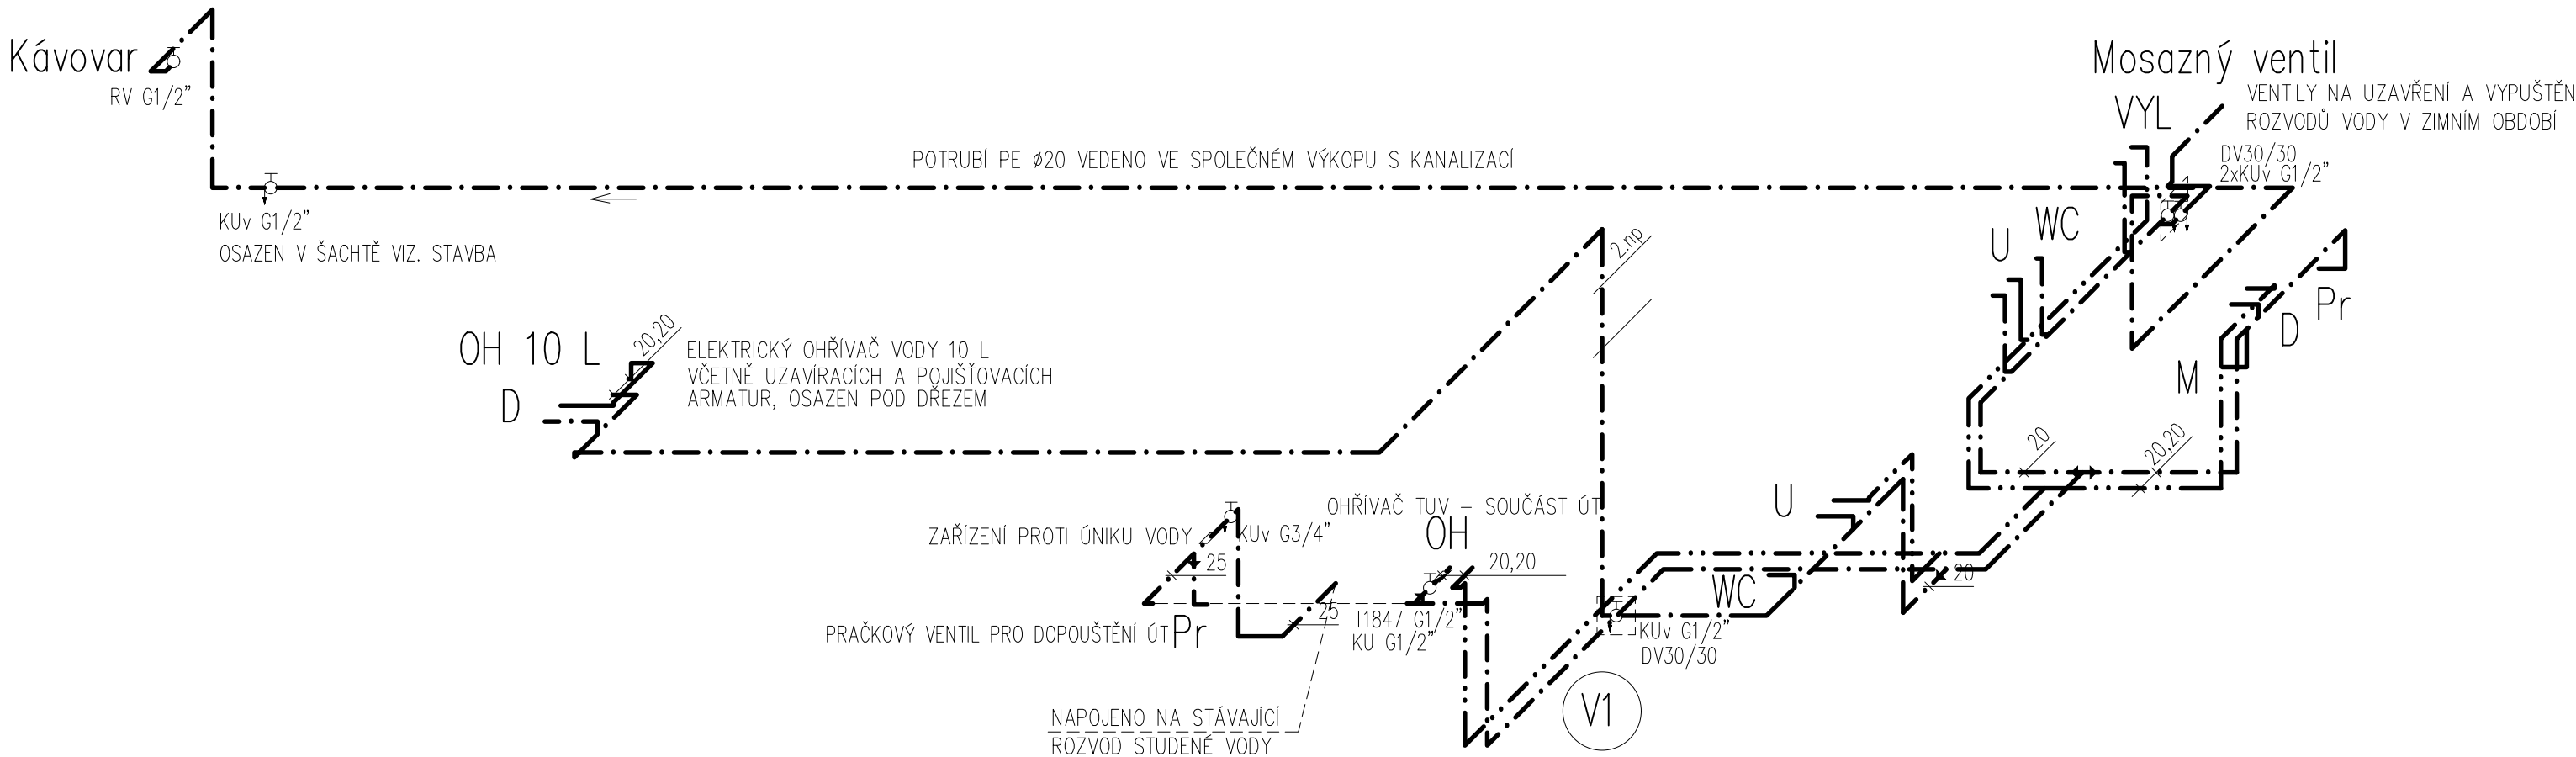 Kávovar
RV G1/2"
Mosazný ventil
VENTILY NA UZAVŘENÍ A VYPUŠTĚN
ROZVODŮ VODY V ZIMNÍM OBDOBÍ
VYL
DV30/30
2xKUv G1/2"
POTRUBÍ PE ø20 VEDENO VE SPOLEČNÉM VÝKOPU S KANALIZACÍ
KUv G1/2"
OSAZEN V ŠACHTĚ VIZ. STAVBA
WC
U
2.np
Pr
D
M
OH 10 L
20,20
D
ELEKTRICKÝ OHŘÍVAČ VODY 10 L
VČETNĚ UZAVÍRACÍCH A POJIŠŤOVACÍCH
ARMATUR, OSAZEN POD DŘEZEM
20
20,20
U
OHŘÍVAČ TUV – SOUČÁST ÚT
OH
ZAŘÍZENÍ PROTI ÚNIKU VODY
KUv G3/4"
25
20,20
20
WC
25
T1847 G1/2"
KU G1/2"
KUv G1/2"
DV30/30
PRAČKOVÝ VENTIL PRO DOPOUŠTĚNÍ ÚT
Pr
V1
NAPOJENO NA STÁVAJÍCÍ
ROZVOD STUDENÉ VODY